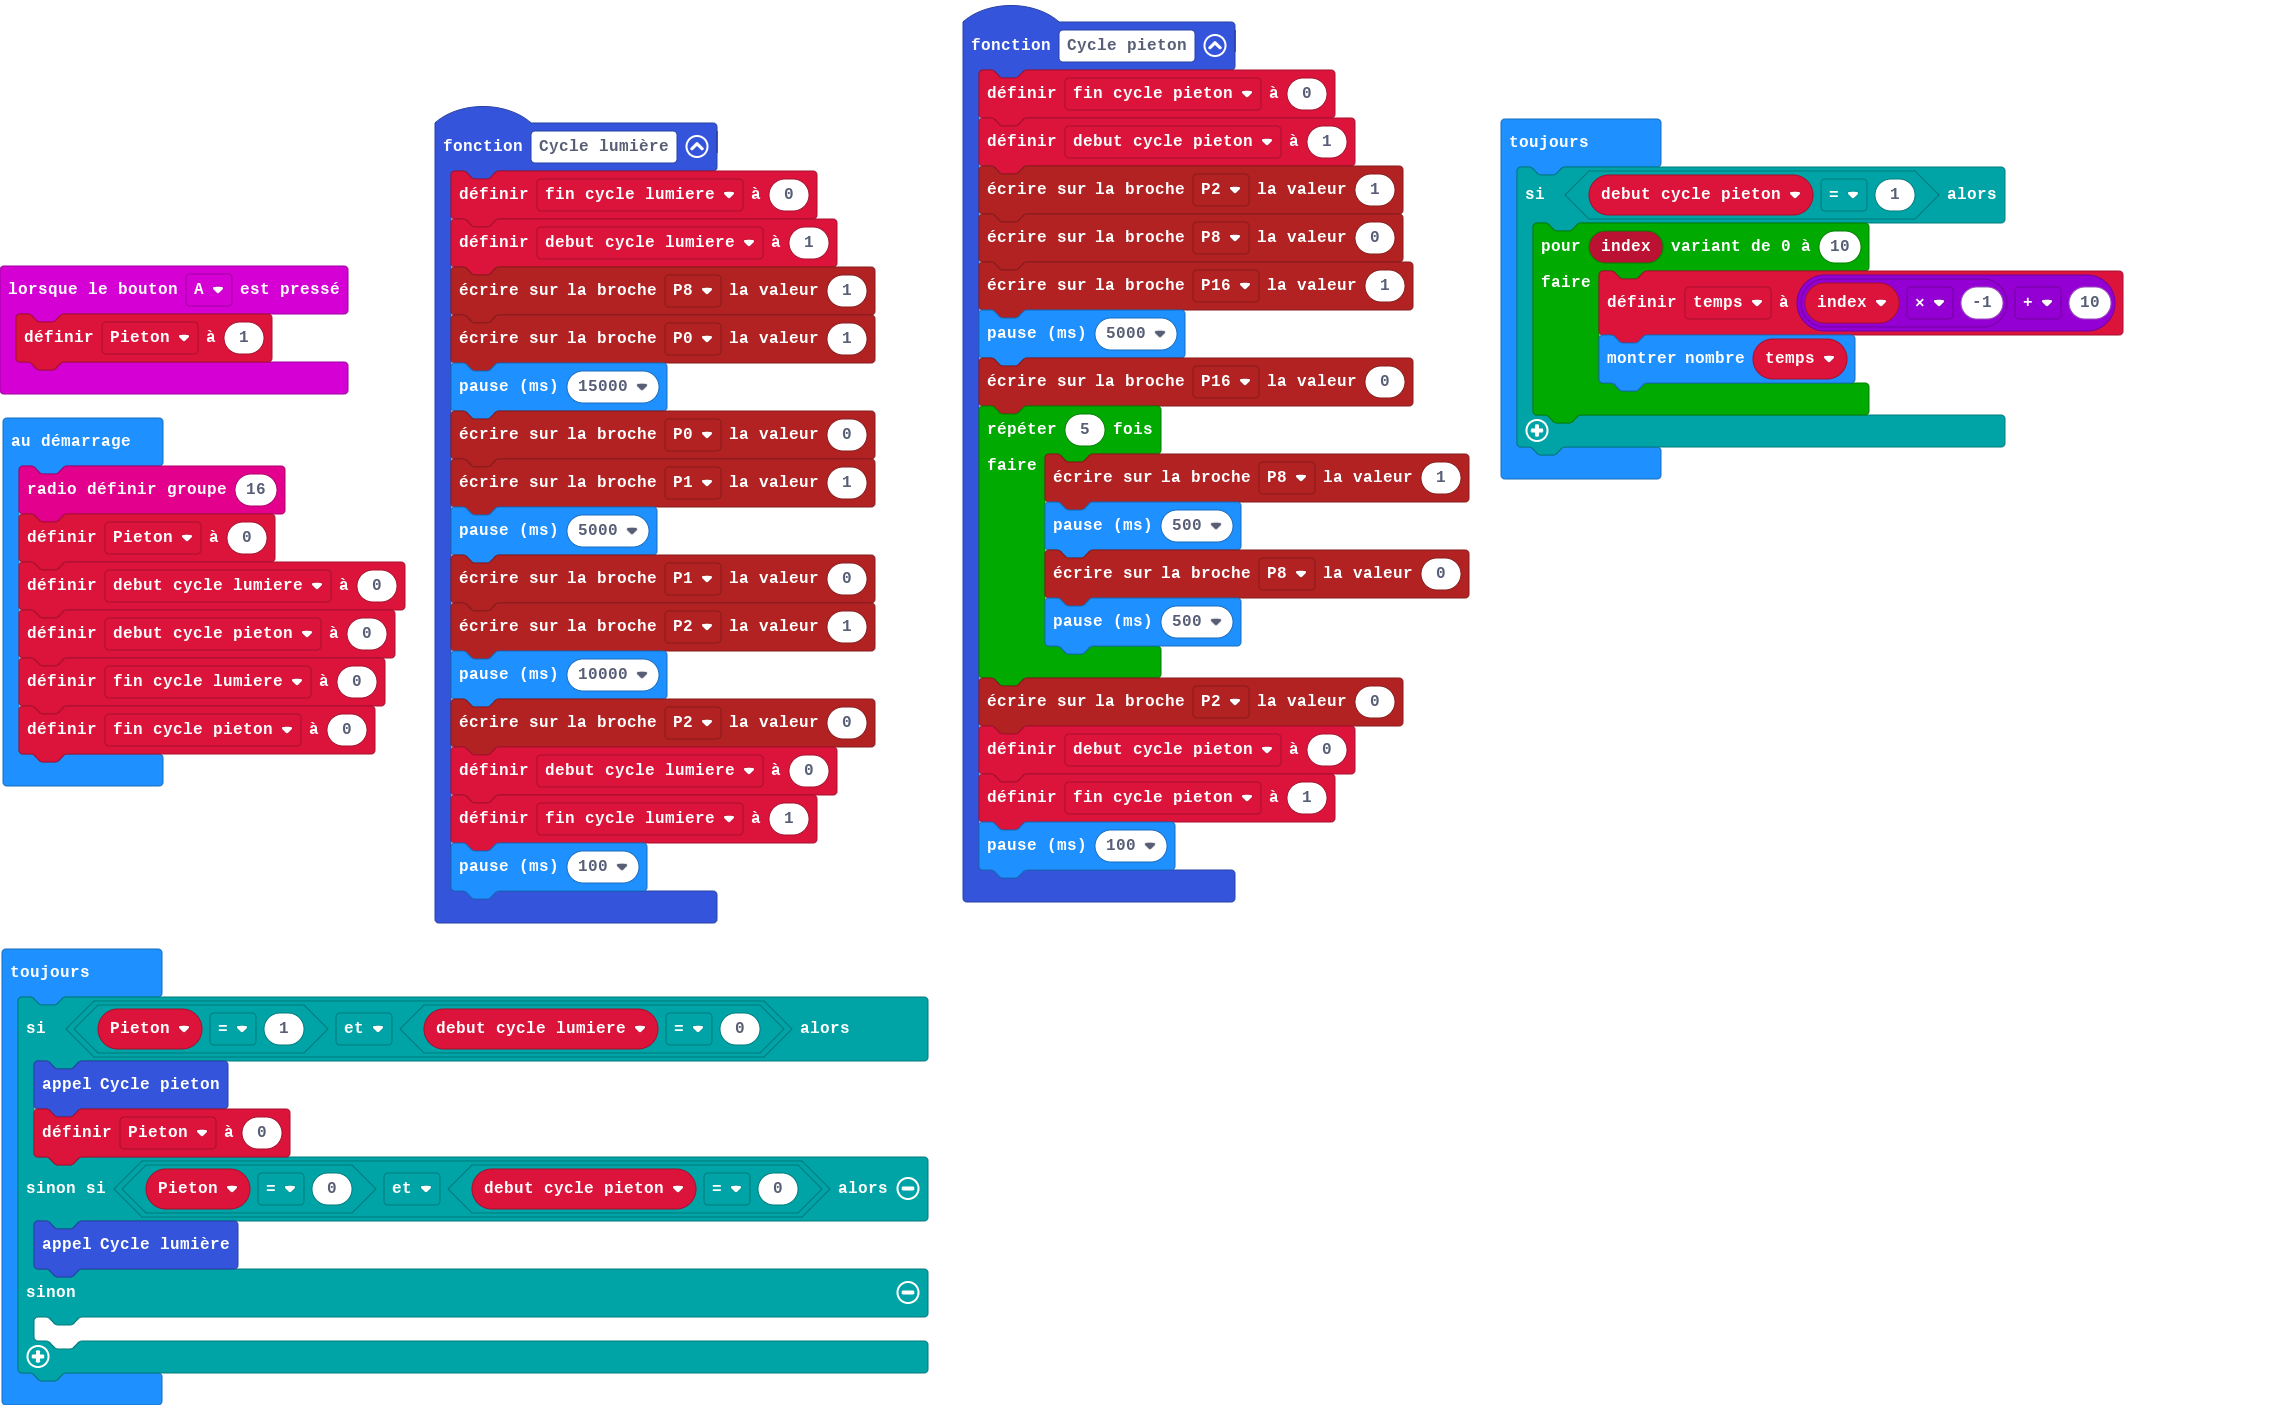 lorsque le bouton A est pressé
définir Pieton à 1
au démarrage
radio définir groupe 16
définir Pieton à 0
définir debut cycle lumiere à 0
définir debut cycle pieton à 0
définir fin cycle lumiere à 0
définir fin cycle pieton à 0
fonction Cycle lumière
définir fin cycle lumiere à 0
définir debut cycle lumiere à 1
écrire sur la broche P8 la valeur 1
écrire sur la broche P0 la valeur 1
pause (ms) 15000
écrire sur la broche P0 la valeur 0
écrire sur la broche P1 la valeur 1
pause (ms) 5000
écrire sur la broche P1 la valeur 0
écrire sur la broche P2 la valeur 1
pause (ms) 10000
écrire sur la broche P2 la valeur 0
définir debut cycle lumiere à 0
définir fin cycle lumiere à 1
pause (ms) 100
fonction Cycle pieton
définir fin cycle pieton à 0
définir debut cycle pieton à 1
écrire sur la broche P2 la valeur 1
écrire sur la broche P8 la valeur 0
écrire sur la broche P16 la valeur 1
pause (ms) 5000
écrire sur la broche P16 la valeur 0
répéter 5 fois
faire
écrire sur la broche P8 la valeur 1
pause (ms) 500
écrire sur la broche P8 la valeur 0
pause (ms) 500
écrire sur la broche P2 la valeur 0
définir debut cycle pieton à 0
définir fin cycle pieton à 1
pause (ms) 100
toujours
si debut cycle pieton = 1 alors
pour index variant de 0 à 10
faire
définir temps à index × -1 + 10
montrer nombre temps
toujours
si Pieton = 1 et debut cycle lumiere = 0 alors
appel Cycle pieton
définir Pieton à 0
sinon si Pieton = 0 et debut cycle pieton = 0 alors
appel Cycle lumière
sinon